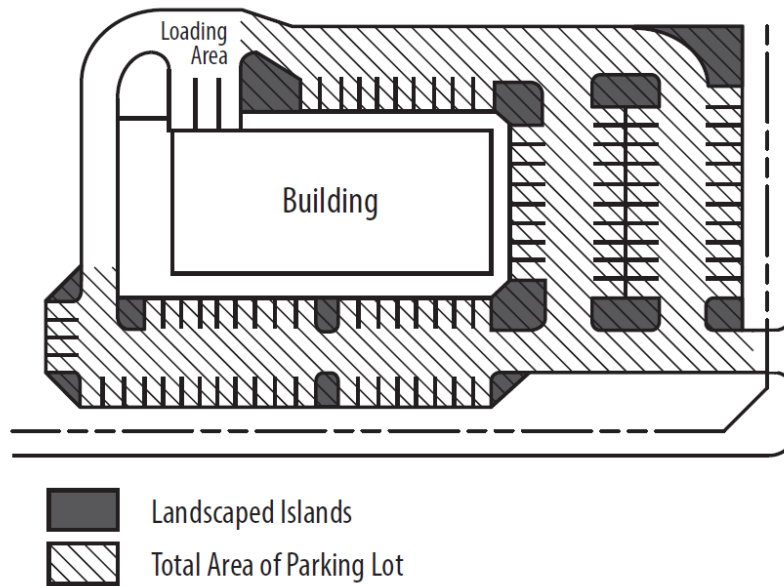 Loading
Area
Building
Landscaped Islands
Total Area of Parking Lot